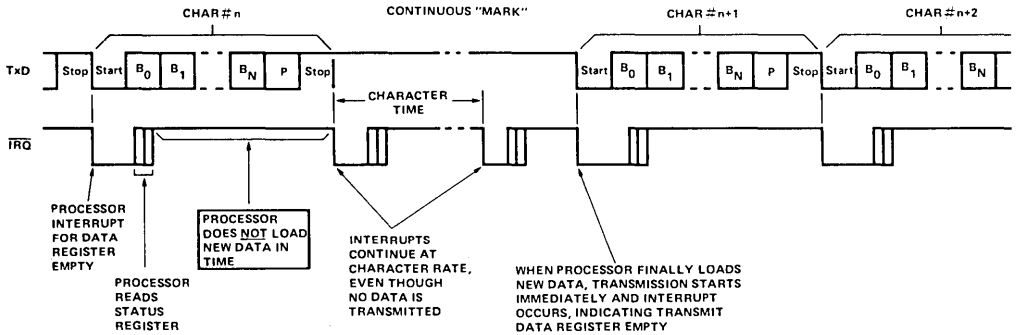 CHAR#n CONTINUOUS "MARK" CHAR#n+1 CHAR#n+2
TxD Stop Start B0 B1 BN P Stop Start B0 B1 BN P Stop Start B0 B1 BN
CHARACTER
TIME
IRQ
PROCESSOR
INTERRUPT
FOR DATA
REGISTER
EMPTY
PROCESSOR
READS
STATUS
REGISTER
PROCESSOR
DOES NOT LOAD
NEW DATA IN
TIME
INTERRUPTS
CONTINUE AT
CHARACTER RATE,
EVEN THOUGH
NO DATA IS
TRANSMITTED
WHEN PROCESSOR FINALLY LOADS
NEW DATA, TRANSMISSION STARTS
IMMEDIATELY AND INTERRUPT
OCCURS, INDICATING TRANSMIT
DATA REGISTER EMPTY